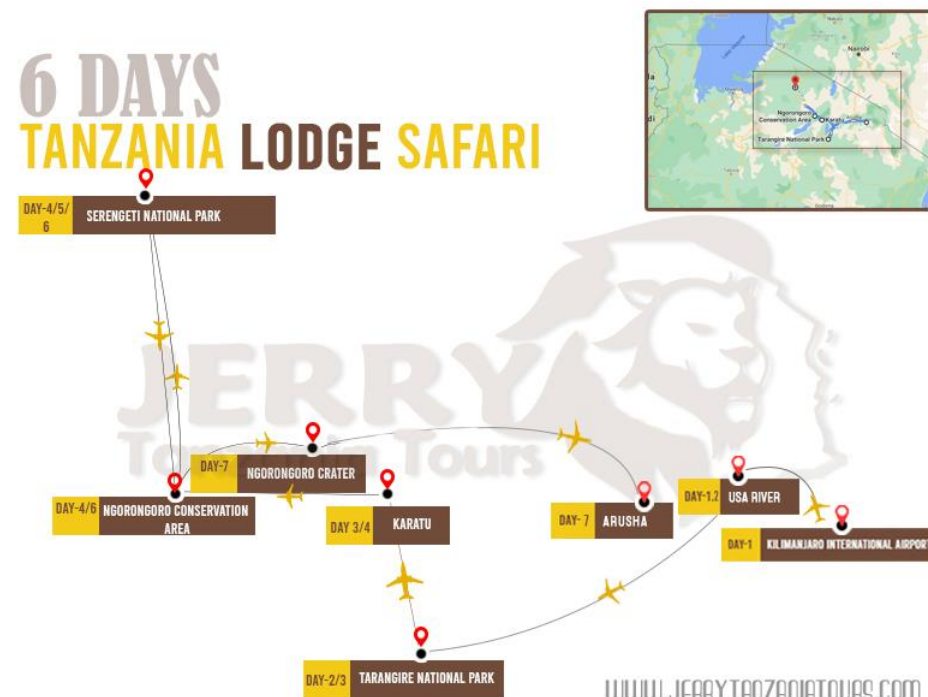 6 DAYS
TANZANIA LODGE SAFARI
Nairobi
Ngorongoro
Conservation Area
Karatu
Tarangire National Park
DAY-4/5/
6
SERENGETI NATIONAL PARK
JERRY
Tanzania Tours
DAY-7
NGORONGORO CRATER
DAY-4/6
NGORONGORO CONSERVATION
AREA
DAY 3/4
KARATU
DAY- 7
ARUSHA
DAY-1.2
USA RIVER
DAY-1
KILIMANJARO INTERNATIONAL AIRPORT
DAY-2/3
TARANGIRE NATIONAL PARK
WWW.JERRYTANZANIATOURS.COM